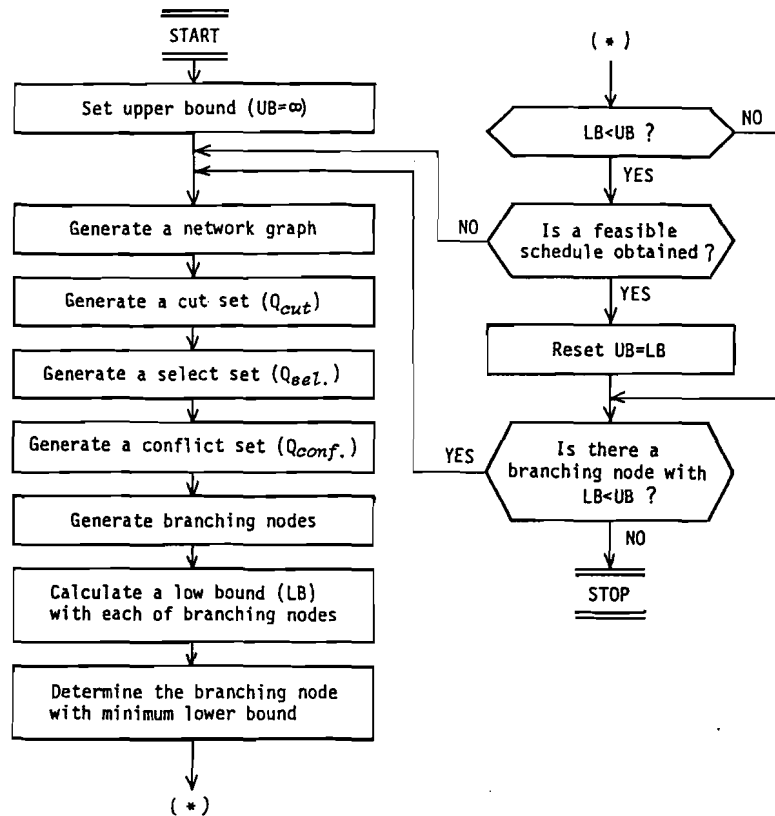 START
Set upper bound (UB=∞)
Generate a network graph
Generate a cut set (Qcut)
Generate a select set (Qsel.)
Generate a conflict set (Qconf.)
Generate branching nodes
Calculate a low bound (LB)
with each of branching nodes
Determine the branching node
with minimum lower bound
(*)
(*)
LB<UB ?
NO
YES
Is a feasible
schedule obtained ?
NO
YES
Reset UB=LB
Is there a
branching node with
LB<UB ?
YES
NO
STOP